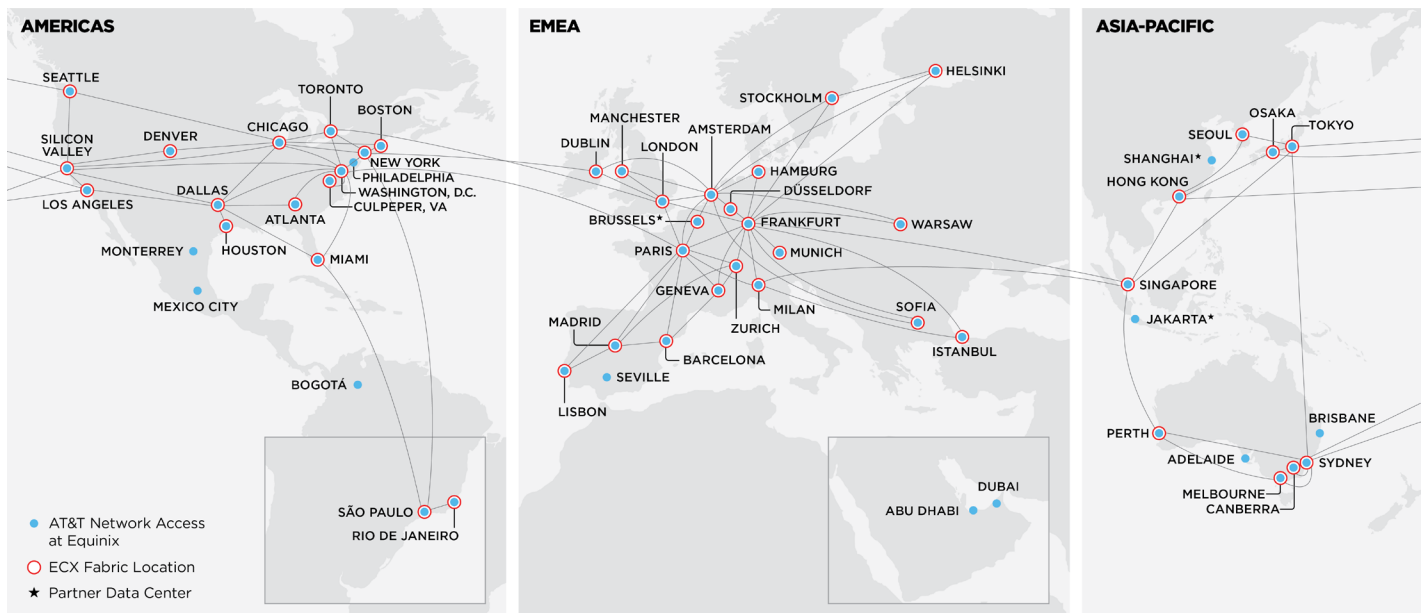 AMERICAS
SEATTLE
SILICON
VALLEY
DENVER
CHICAGO
TORONTO
BOSTON
NEW YORK
PHILADELPHIA
WASHINGTON, D.C.
CULPEPER, VA
LOS ANGELES
DALLAS
ATLANTA
HOUSTON
MONTERREY
MIAMI
MEXICO CITY
BOGOTÁ
SÃO PAULO
RIO DE JANEIRO
AT&T Network Access
at Equinix
ECX Fabric Location
★ Partner Data Center
EMEA
HELSINKI
STOCKHOLM
MANCHESTER
AMSTERDAM
DUBLIN
LONDON
HAMBURG
DÜSSELDORF
BRUSSELS★
FRANKFURT
WARSAW
PARIS
MUNICH
GENEVA
MILAN
SOFIA
MADRID
ZURICH
ISTANBUL
BARCELONA
SEVILLE
LISBON
DUBAI
ABU DHABI
ASIA-PACIFIC
OSAKA
TOKYO
SEOUL
SHANGHAI★
HONG KONG
SINGAPORE
JAKARTA★
BRISBANE
PERTH
ADELAIDE
SYDNEY
MELBOURNE
CANBERRA